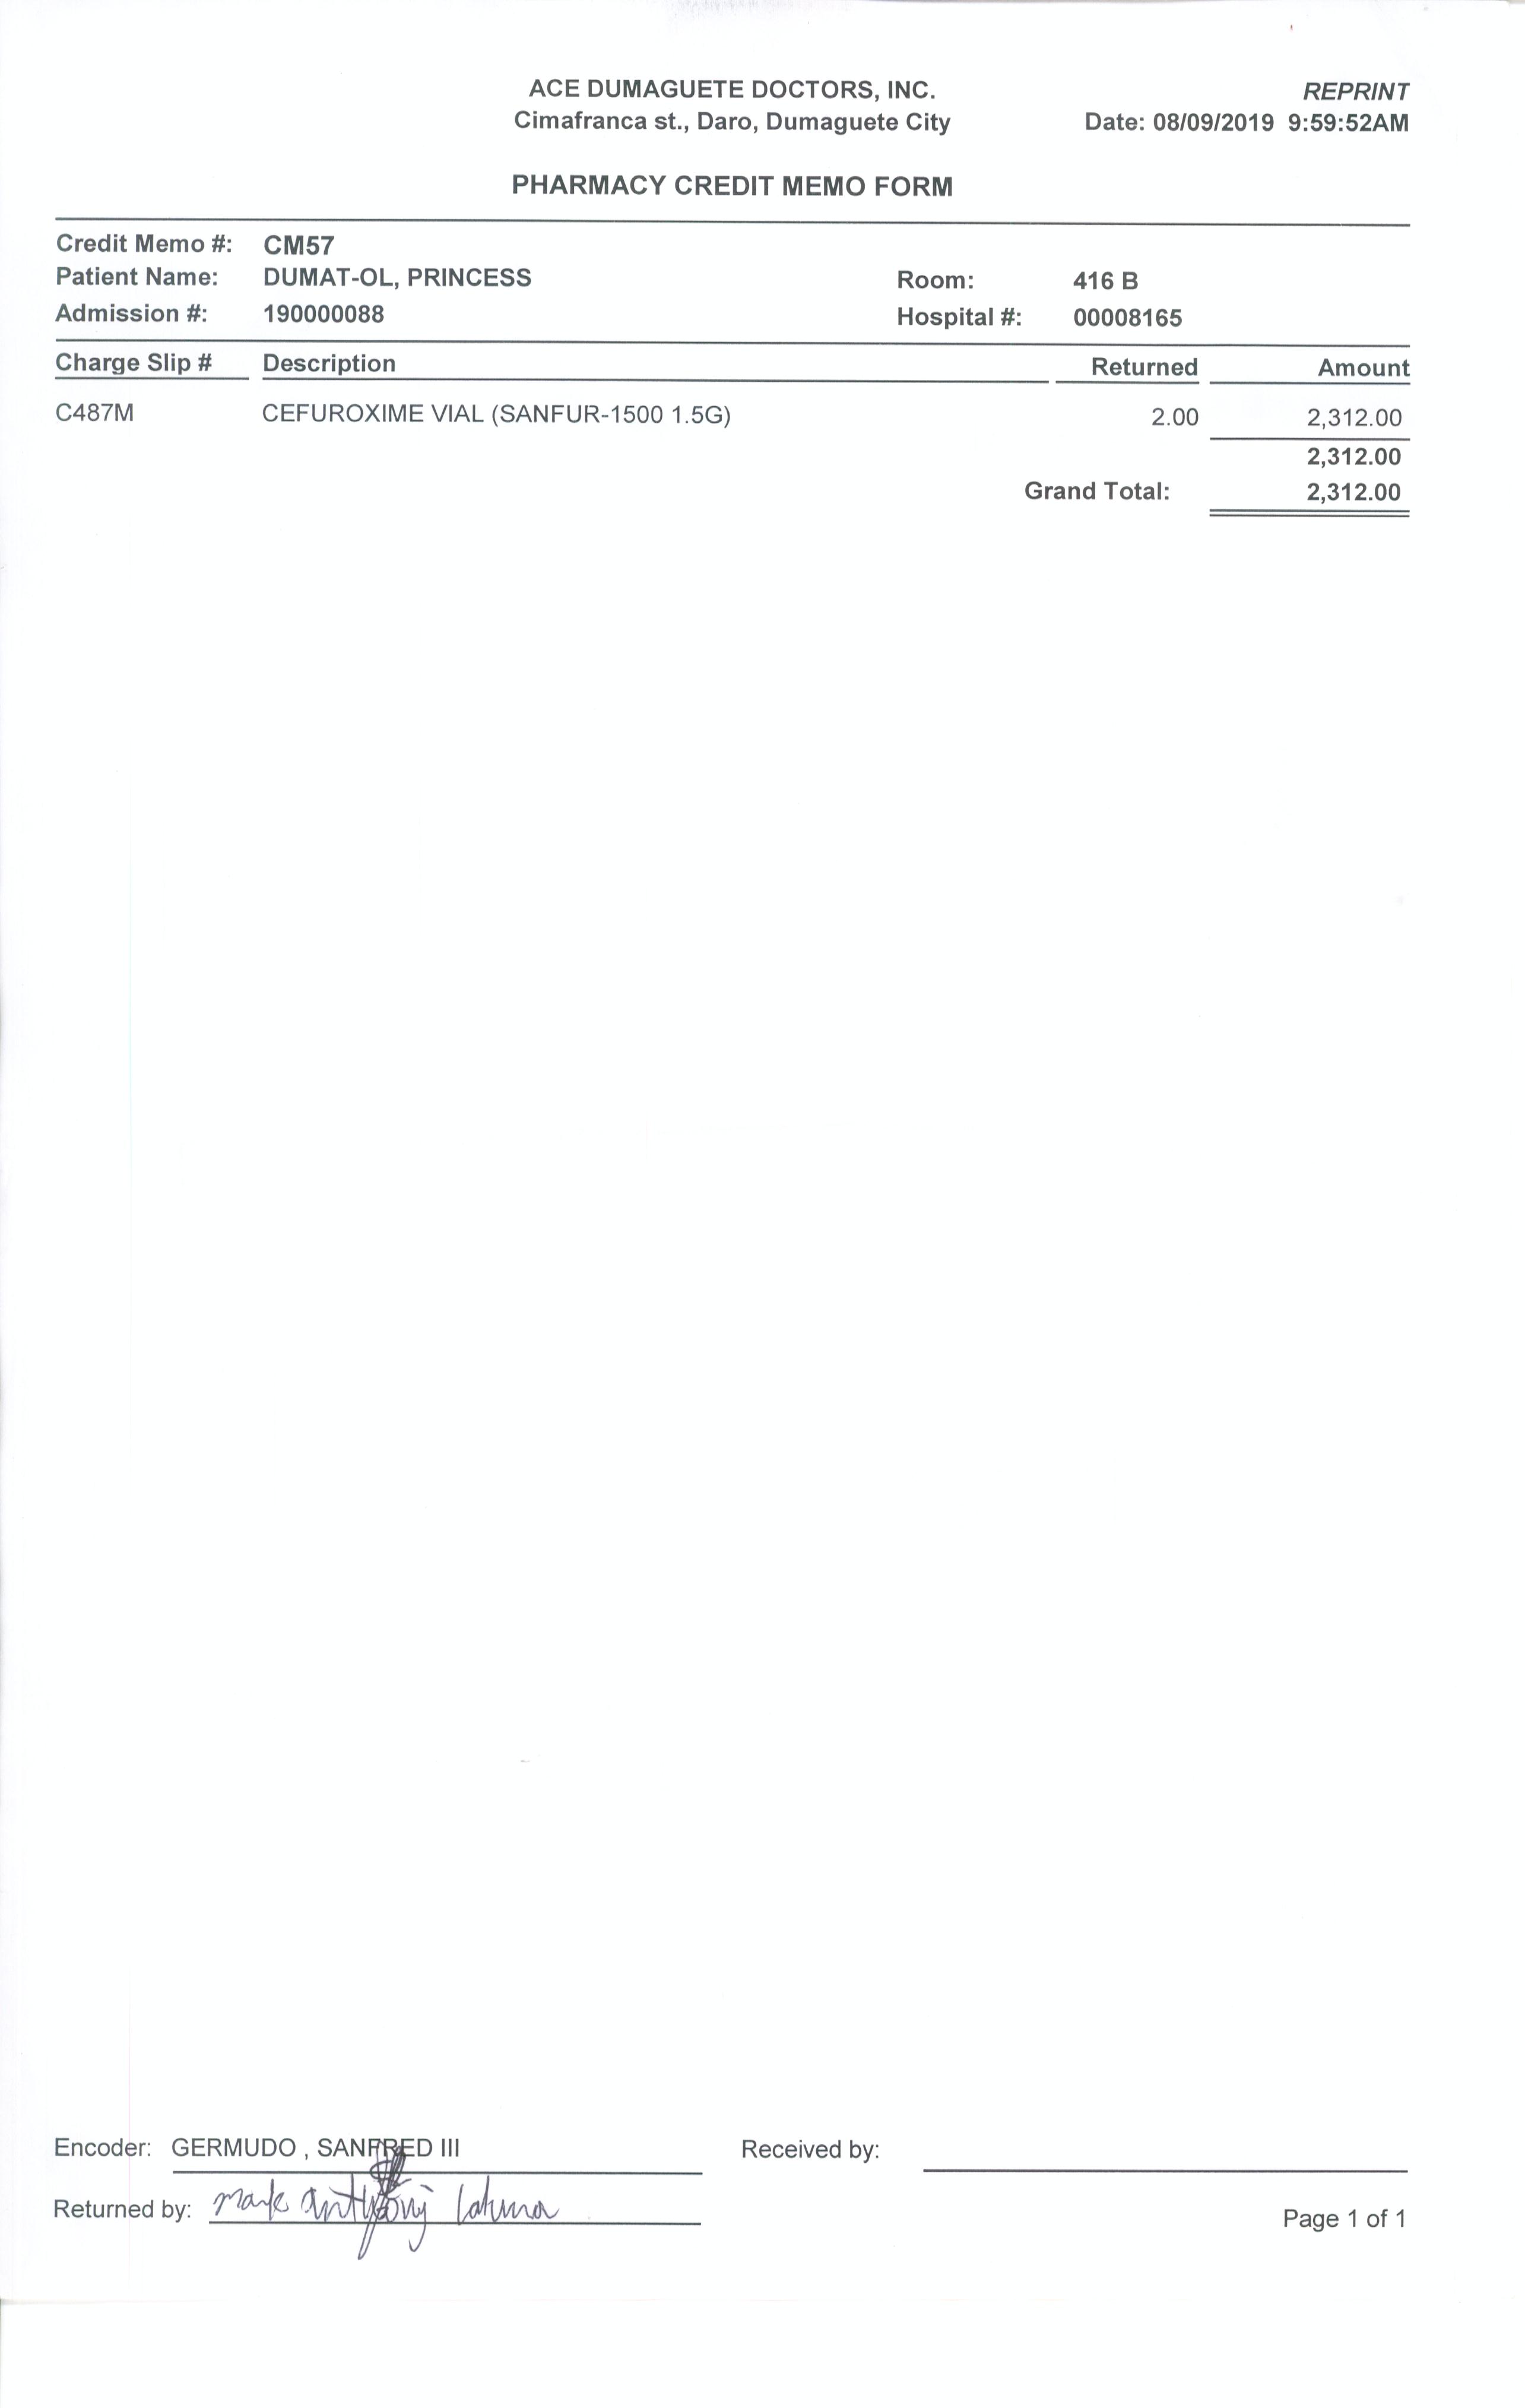 ACE DUMAGUETE DOCTORS, INC.
REPRINT
Cimafranca st., Daro, Dumaguete City
Date: 08/09/2019 9:59:52AM
PHARMACY CREDIT MEMO FORM
Credit Memo #: CM57
Patient Name: DUMAT-OL, PRINCESS
Room: 416 B
Admission #: 190000088
Hospital #: 00008165
Charge Slip # Description Returned Amount
C487M CEFUROXIME VIAL (SANFUR-1500 1.5G) 2.00 2,312.00
2,312.00
Grand Total: 2,312.00
Encoder: GERMUDO , SANFRED III
Received by:
Returned by: Mark Anthony
Page 1 of 1